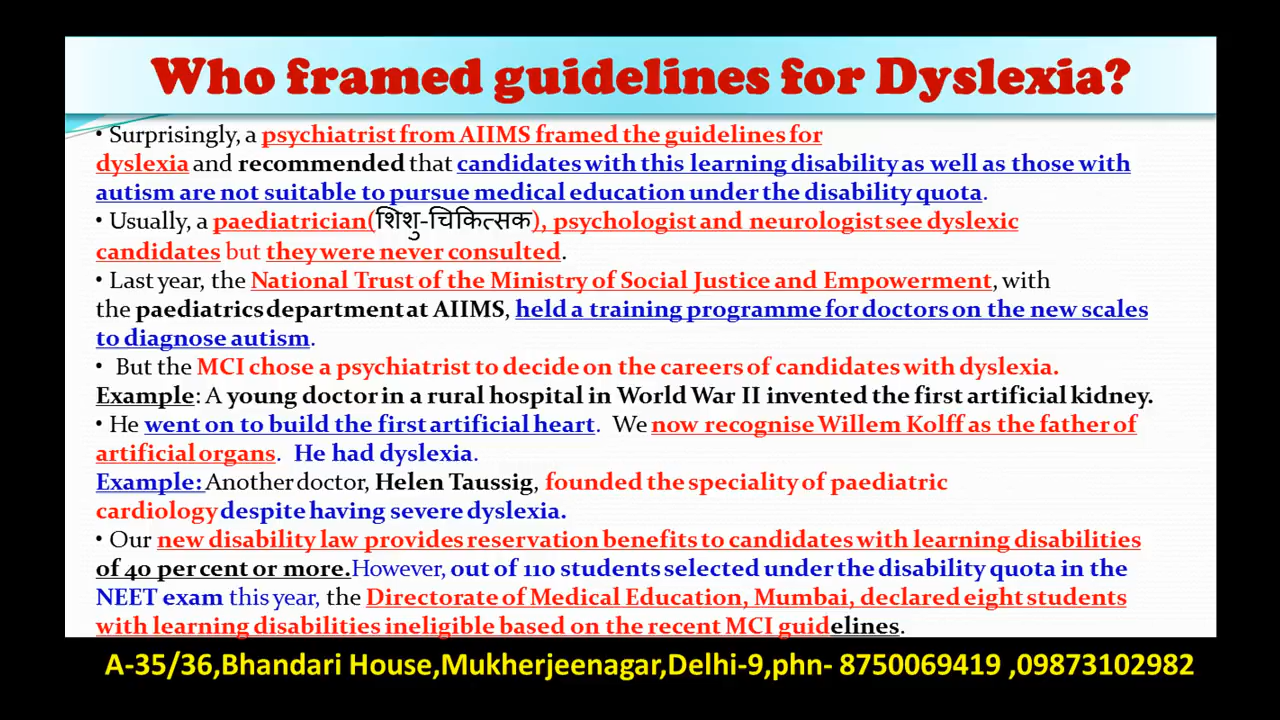 Who framed guidelines for Dyslexia?
• Surprisingly, a psychiatrist from AIIMS framed the guidelines for
dyslexia and recommended that candidates with this learning disability as well as those with
autism are not suitable to pursue medical education under the disability quota.
• Usually, a paediatrician(शिशु-चिकित्सक), psychologist and neurologist see dyslexic
candidates but they were never consulted.
• Last year, the National Trust of the Ministry of Social Justice and Empowerment, with
the paediatrics department at AIIMS, held a training programme for doctors on the new scales
to diagnose autism.
• But the MCI chose a psychiatrist to decide on the careers of candidates with dyslexia.
Example: A young doctor in a rural hospital in World War II invented the first artificial kidney.
• He went on to build the first artificial heart. We now recognise Willem Kolff as the father of
artificial organs. He had dyslexia.
Example: Another doctor, Helen Taussig, founded the speciality of paediatric
cardiology despite having severe dyslexia.
• Our new disability law provides reservation benefits to candidates with learning disabilities
of 40 per cent or more. However, out of 110 students selected under the disability quota in the
NEET exam this year, the Directorate of Medical Education, Mumbai, declared eight students
with learning disabilities ineligible based on the recent MCI guidelines.
A-35/36,Bhandari House,Mukherjeenagar,Delhi-9,phn- 8750069419 ,09873102982